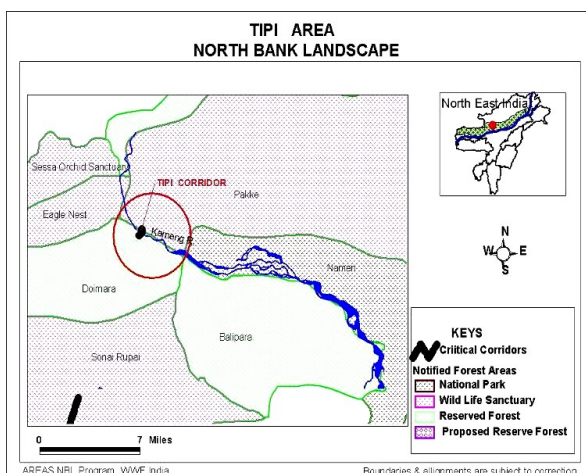 TIPI AREA
NORTH BANK LANDSCAPE
North East India
Sessa Orchid Sanctuary
TIPI CORRIDOR
Pakke
Eagle Nest
Kameng R.
Nameri
Doimara
Balipara
Sonai Rupai
N
W E
S
KEYS
Crlitical Corridors
Notified Forest Areas
National Park
Wild Life Sanctuary
Reserved Forest
Proposed Reserve Forest
0 7 Miles
AREAS NBL Program, WWF India
Boundaries & allignments are subject to correction